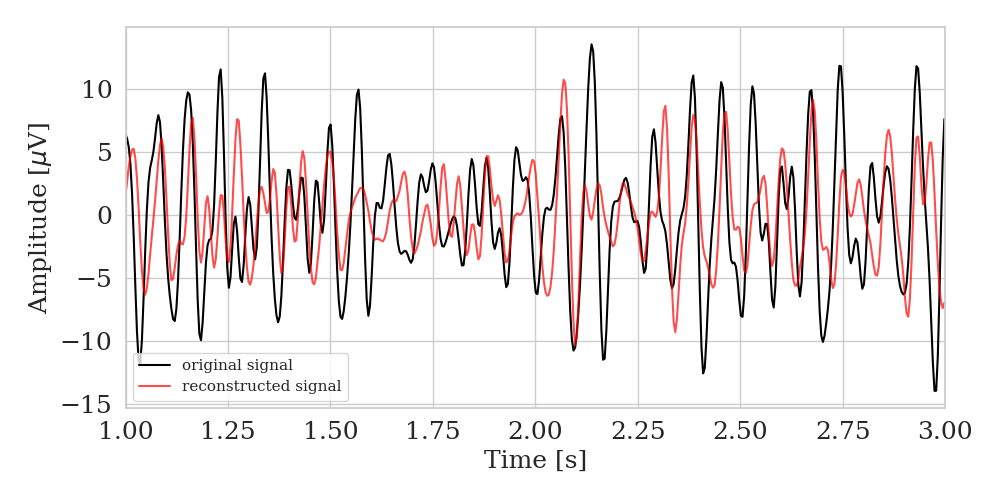 Amplitude [μV]
10
5
0
−5
−10
−15
original signal
reconstructed signal
1.00 1.25 1.50 1.75 2.00 2.25 2.50 2.75 3.00
Time [s]